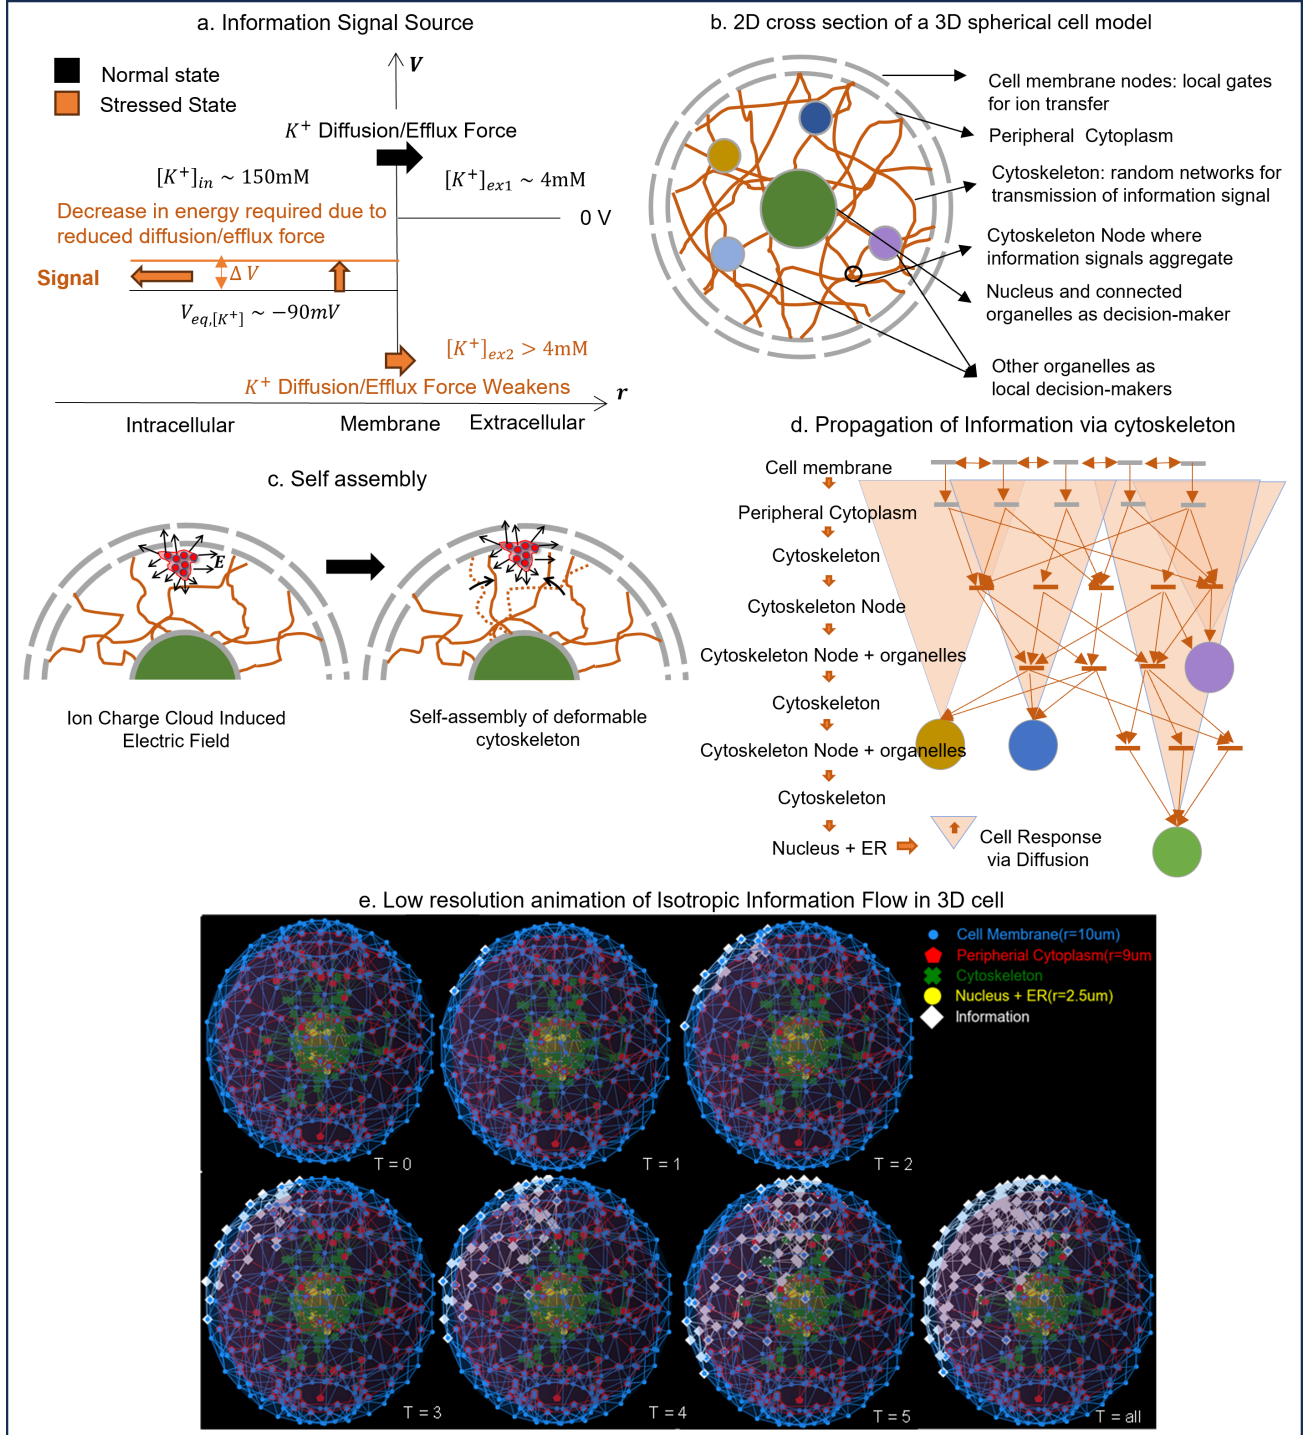 a. Information Signal Source
V
Normal state
Stressed State
K⁺ Diffusion/Efflux Force
[K⁺]in ~ 150mM
[K⁺]ex1 ~ 4mM
Decrease in energy required due to
reduced diffusion/efflux force
0 V
Signal
Δ V
Veq,[K⁺] ~ −90mV
[K⁺]ex2 > 4mM
K⁺ Diffusion/Efflux Force Weakens
r
Intracellular
Membrane
Extracellular
b. 2D cross section of a 3D spherical cell model
Cell membrane nodes: local gates
for ion transfer
Peripheral Cytoplasm
Cytoskeleton: random networks for
transmission of information signal
Cytoskeleton Node where
information signals aggregate
Nucleus and connected
organelles as decision-maker
Other organelles as
local decision-makers
c. Self assembly
E
Ion Charge Cloud Induced
Electric Field
Self-assembly of deformable
cytoskeleton
d. Propagation of Information via cytoskeleton
Cell membrane
Peripheral Cytoplasm
Cytoskeleton
Cytoskeleton Node
Cytoskeleton Node + organelles
Cytoskeleton
Cytoskeleton Node + organelles
Cytoskeleton
Nucleus + ER
Cell Response
via Diffusion
e. Low resolution animation of Isotropic Information Flow in 3D cell
Cell Membrane(r=10um)
Peripherial Cytoplasm(r=9um
Cytoskeleton
Nucleus + ER(r=2.5um)
Information
T = 0
T = 1
T = 2
T = 3
T = 4
T = 5
T = all